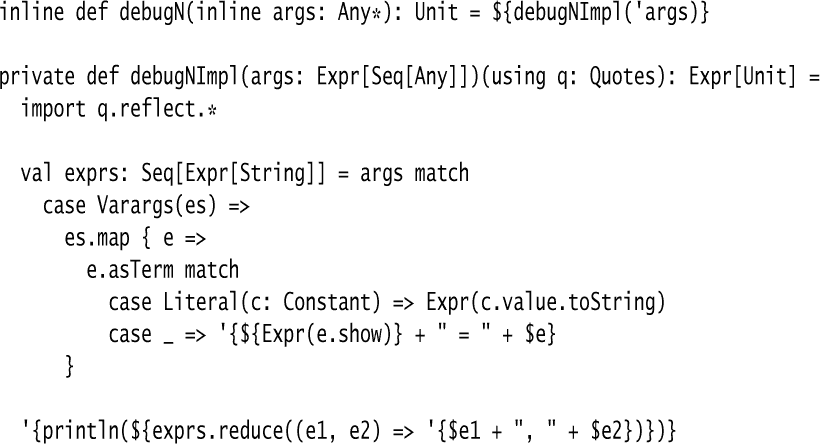 inline def debugN(inline args: Any*): Unit = ${debugNImpl('args)}

private def debugNImpl(args: Expr[Seq[Any]])(using q: Quotes): Expr[Unit] =
  import q.reflect.*

  val exprs: Seq[Expr[String]] = args match
    case Varargs(es) =>
      es.map { e =>
        e.asTerm match
          case Literal(c: Constant) => Expr(c.value.toString)
          case _ => '{${Expr(e.show)} + " = " + $e}
      }

  '{println(${exprs.reduce((e1, e2) => '{$e1 + ", " + $e2})})}